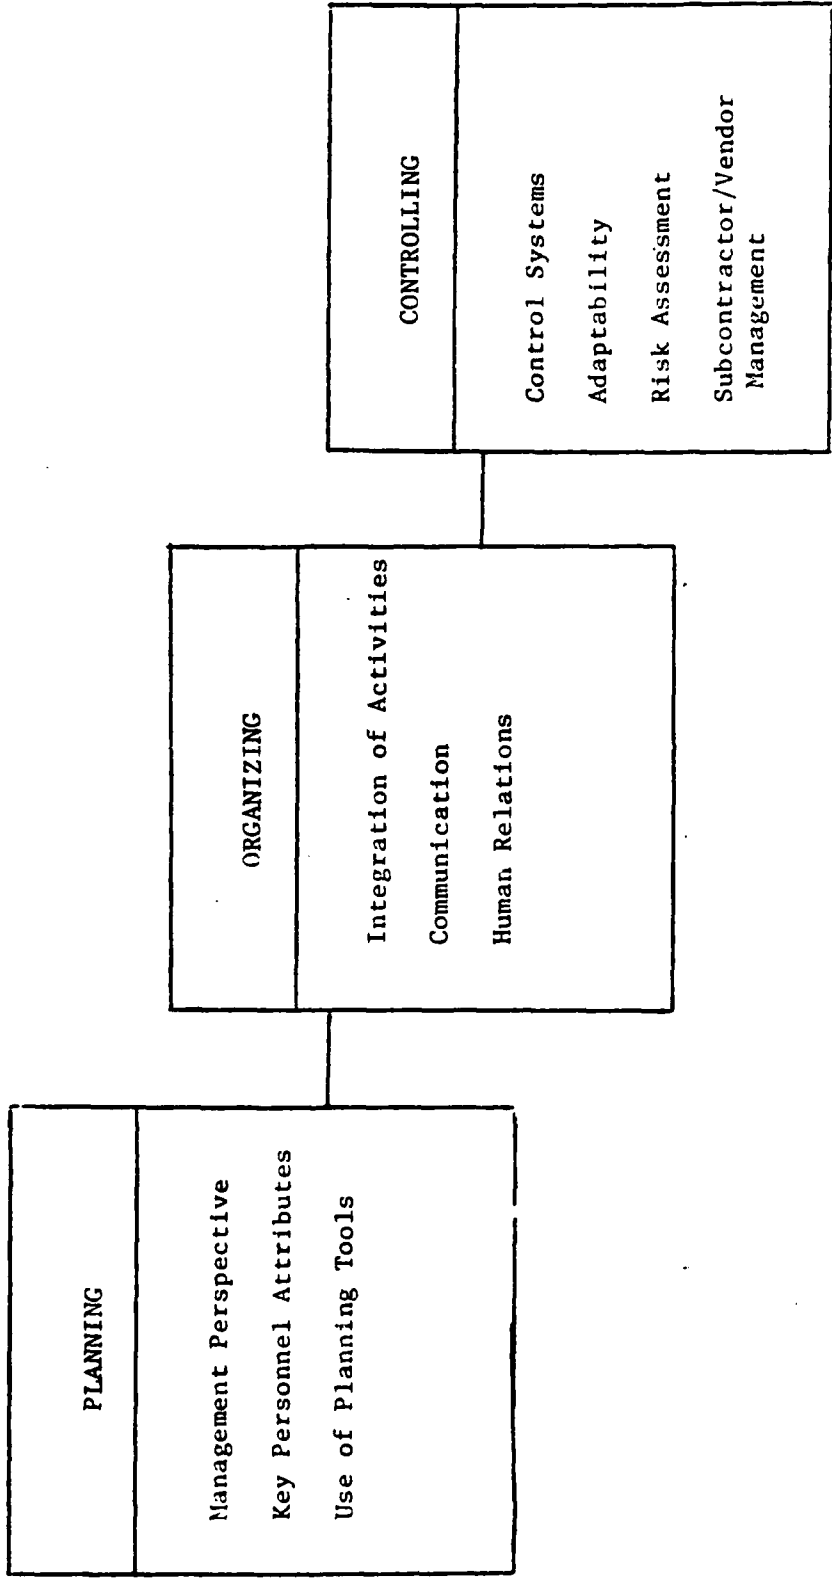 PLANNING
Management Perspective
Key Personnel Attributes
Use of Planning Tools
ORGANIZING
Integration of Activities
Communication
Human Relations
CONTROLLING
Control Systems
Adaptability
Risk Assessment
Subcontractor/Vendor
Management